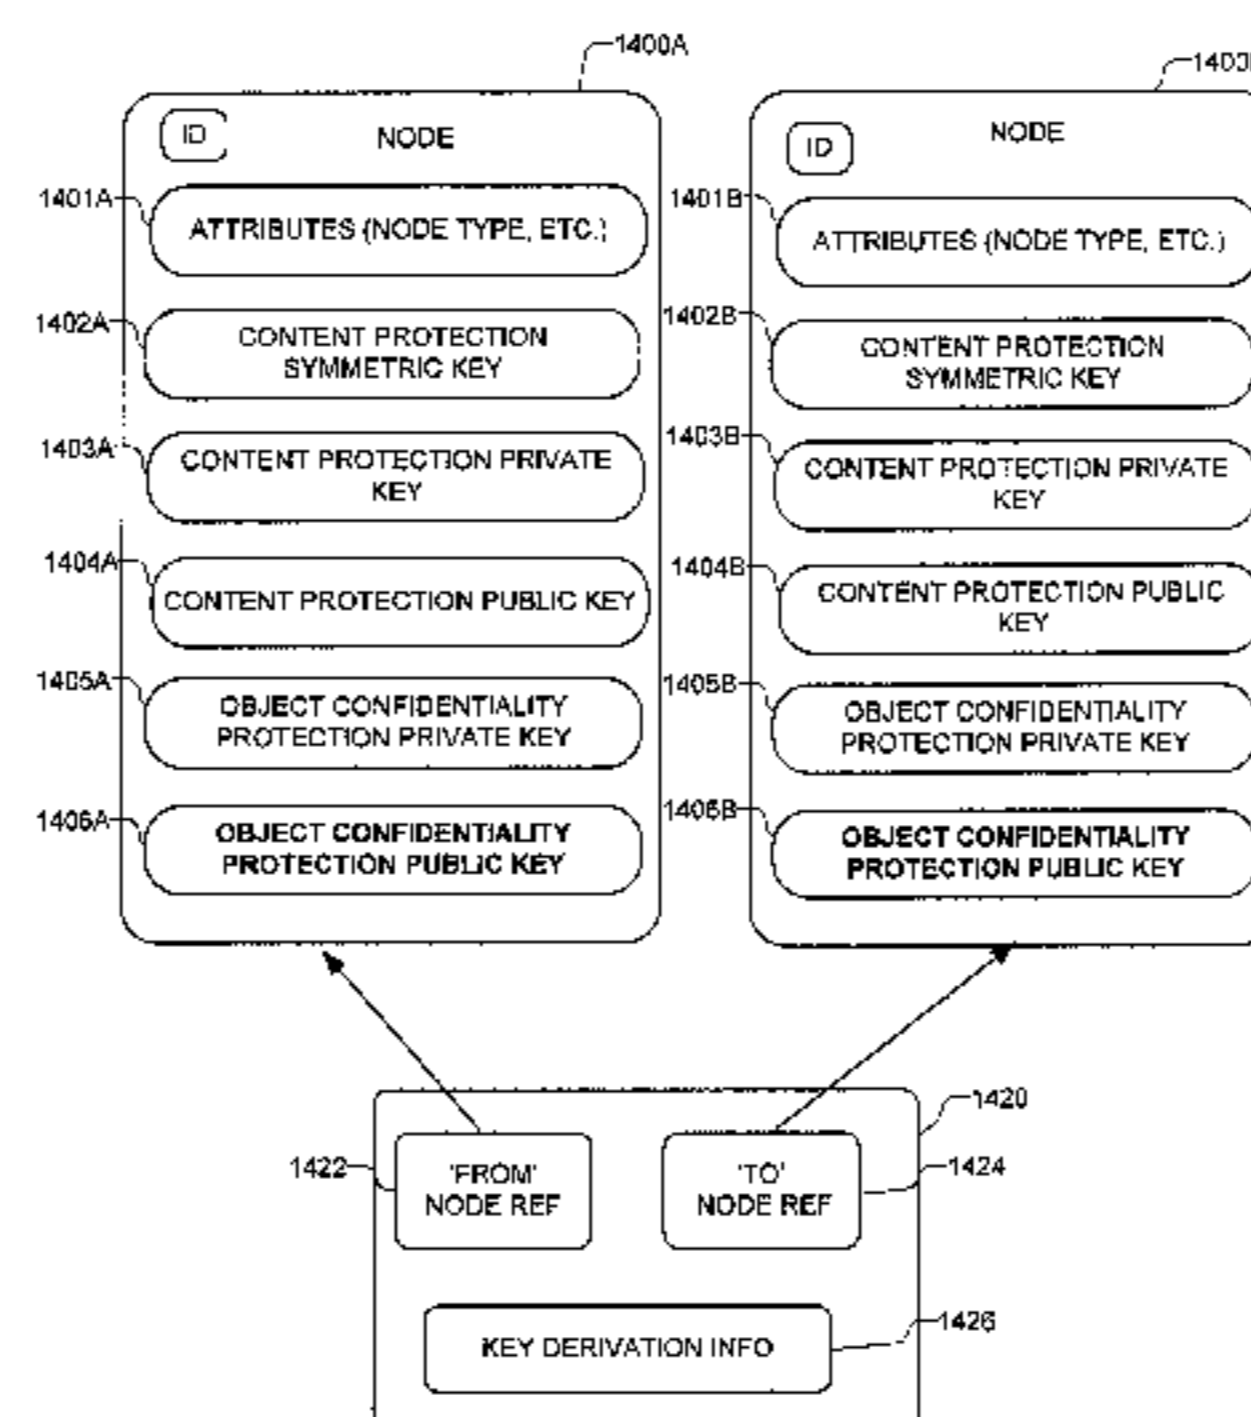 1400A
ID
NODE
1401A
ATTRIBUTES (NODE TYPE, ETC.)
1402A
CONTENT PROTECTION
SYMMETRIC KEY
1403A
CONTENT PROTECTION PRIVATE
KEY
1404A
CONTENT PROTECTION PUBLIC KEY
1405A
OBJECT CONFIDENTIALITY
PROTECTION PRIVATE KEY
1406A
OBJECT CONFIDENTIALITY
PROTECTION PUBLIC KEY
ID
NODE
1401B
ATTRIBUTES (NODE TYPE, ETC.)
1402B
CONTENT PROTECTION
SYMMETRIC KEY
1403B
CONTENT PROTECTION PRIVATE
KEY
1404B
CONTENT PROTECTION PUBLIC
KEY
1405B
OBJECT CONFIDENTIALITY
PROTECTION PRIVATE KEY
1406B
OBJECT CONFIDENTIALITY
PROTECTION PUBLIC KEY
1420
1422
'FROM'
NODE REF
'TO'
NODE REF
1424
KEY DERIVATION INFO
1426